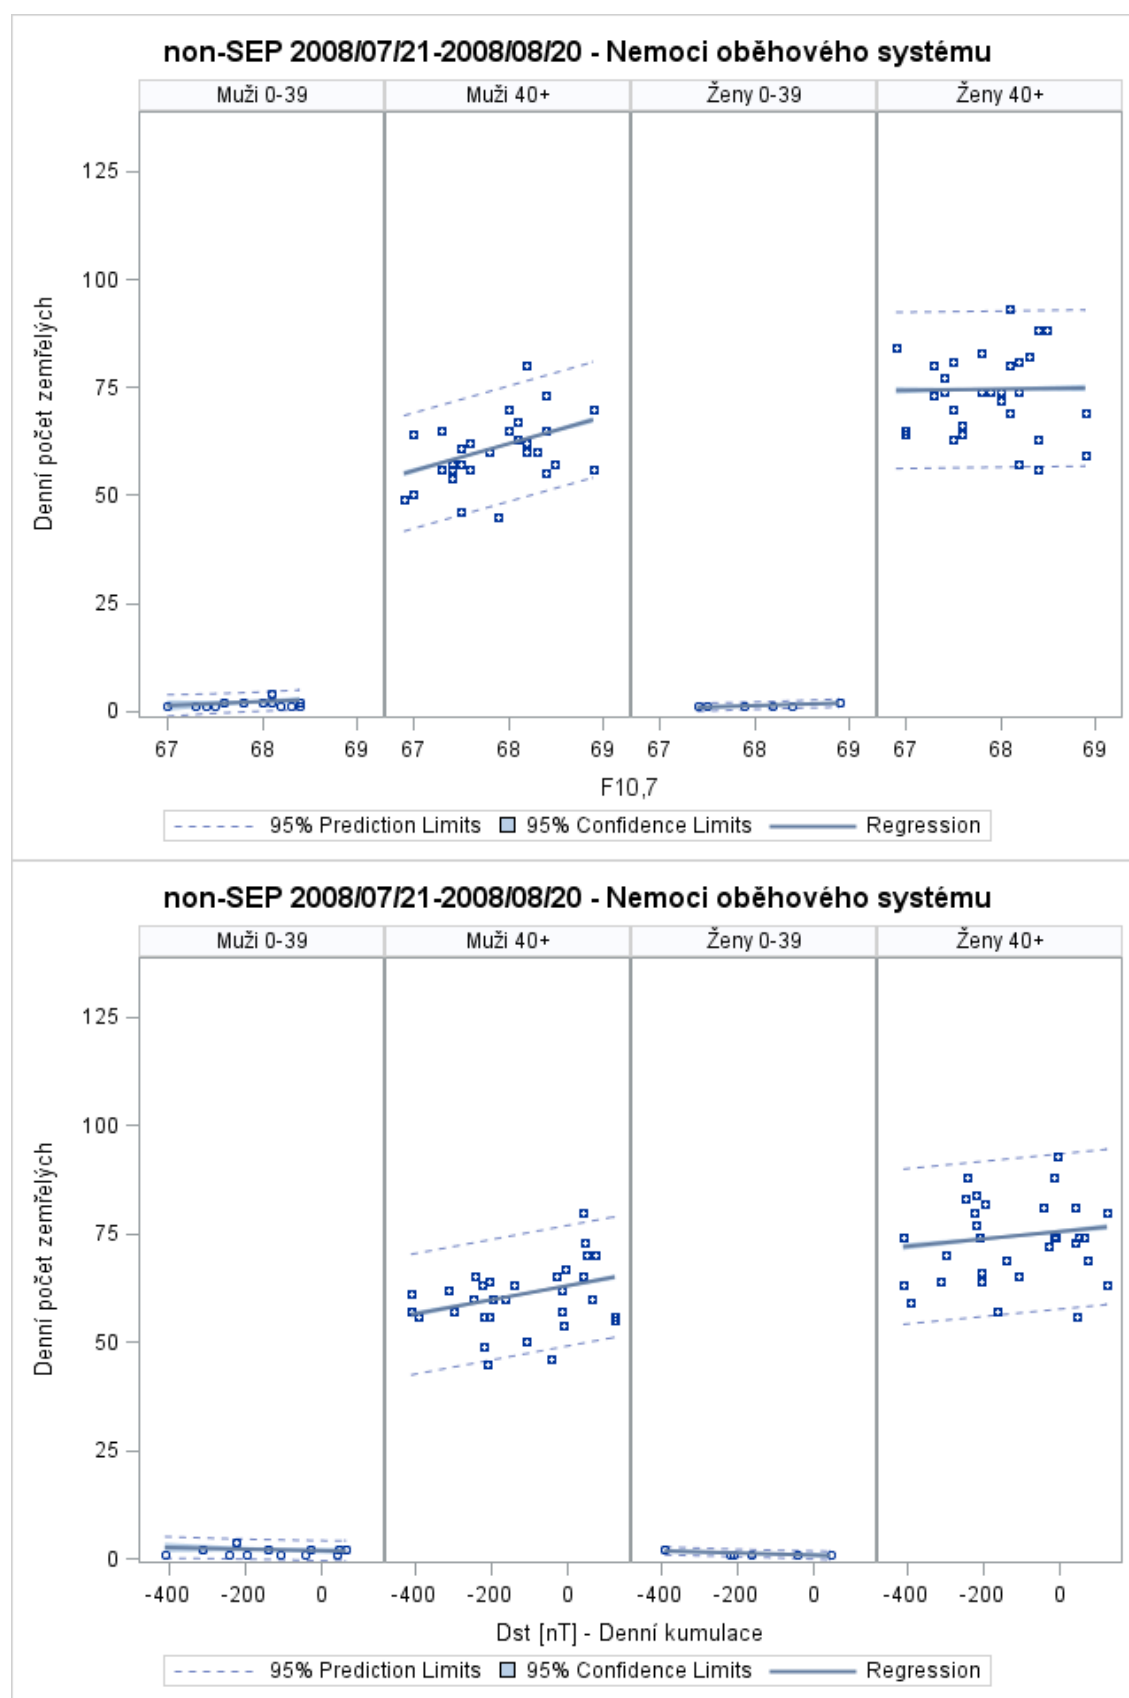 non-SEP 2008/07/21-2008/08/20 - Nemoci oběhového systému
Muži 0-39 Muži 40+ Ženy 0-39 Ženy 40+
Denní počet zemřelých
125
100
75
50
25
0
67 68 69 67 68 69 67 68 69 67 68 69
F10,7
95% Prediction Limits 95% Confidence Limits Regression
non-SEP 2008/07/21-2008/08/20 - Nemoci oběhového systému
Muži 0-39 Muži 40+ Ženy 0-39 Ženy 40+
Denní počet zemřelých
125
100
75
50
25
0
-400 -200 0 -400 -200 0 -400 -200 0 -400 -200 0
Dst [nT] - Denní kumulace
95% Prediction Limits 95% Confidence Limits Regression